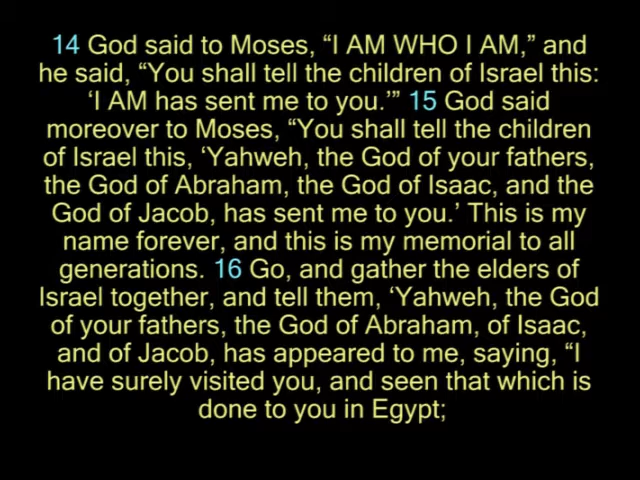 14 God said to Moses, “I AM WHO I AM,” and
he said, “You shall tell the children of Israel this:
‘I AM has sent me to you.’” 15 God said
moreover to Moses, “You shall tell the children
of Israel this, ‘Yahweh, the God of your fathers,
the God of Abraham, the God of Isaac, and the
God of Jacob, has sent me to you.’ This is my
name forever, and this is my memorial to all
generations. 16 Go, and gather the elders of
Israel together, and tell them, ‘Yahweh, the God
of your fathers, the God of Abraham, of Isaac,
and of Jacob, has appeared to me, saying, “I
have surely visited you, and seen that which is
done to you in Egypt;